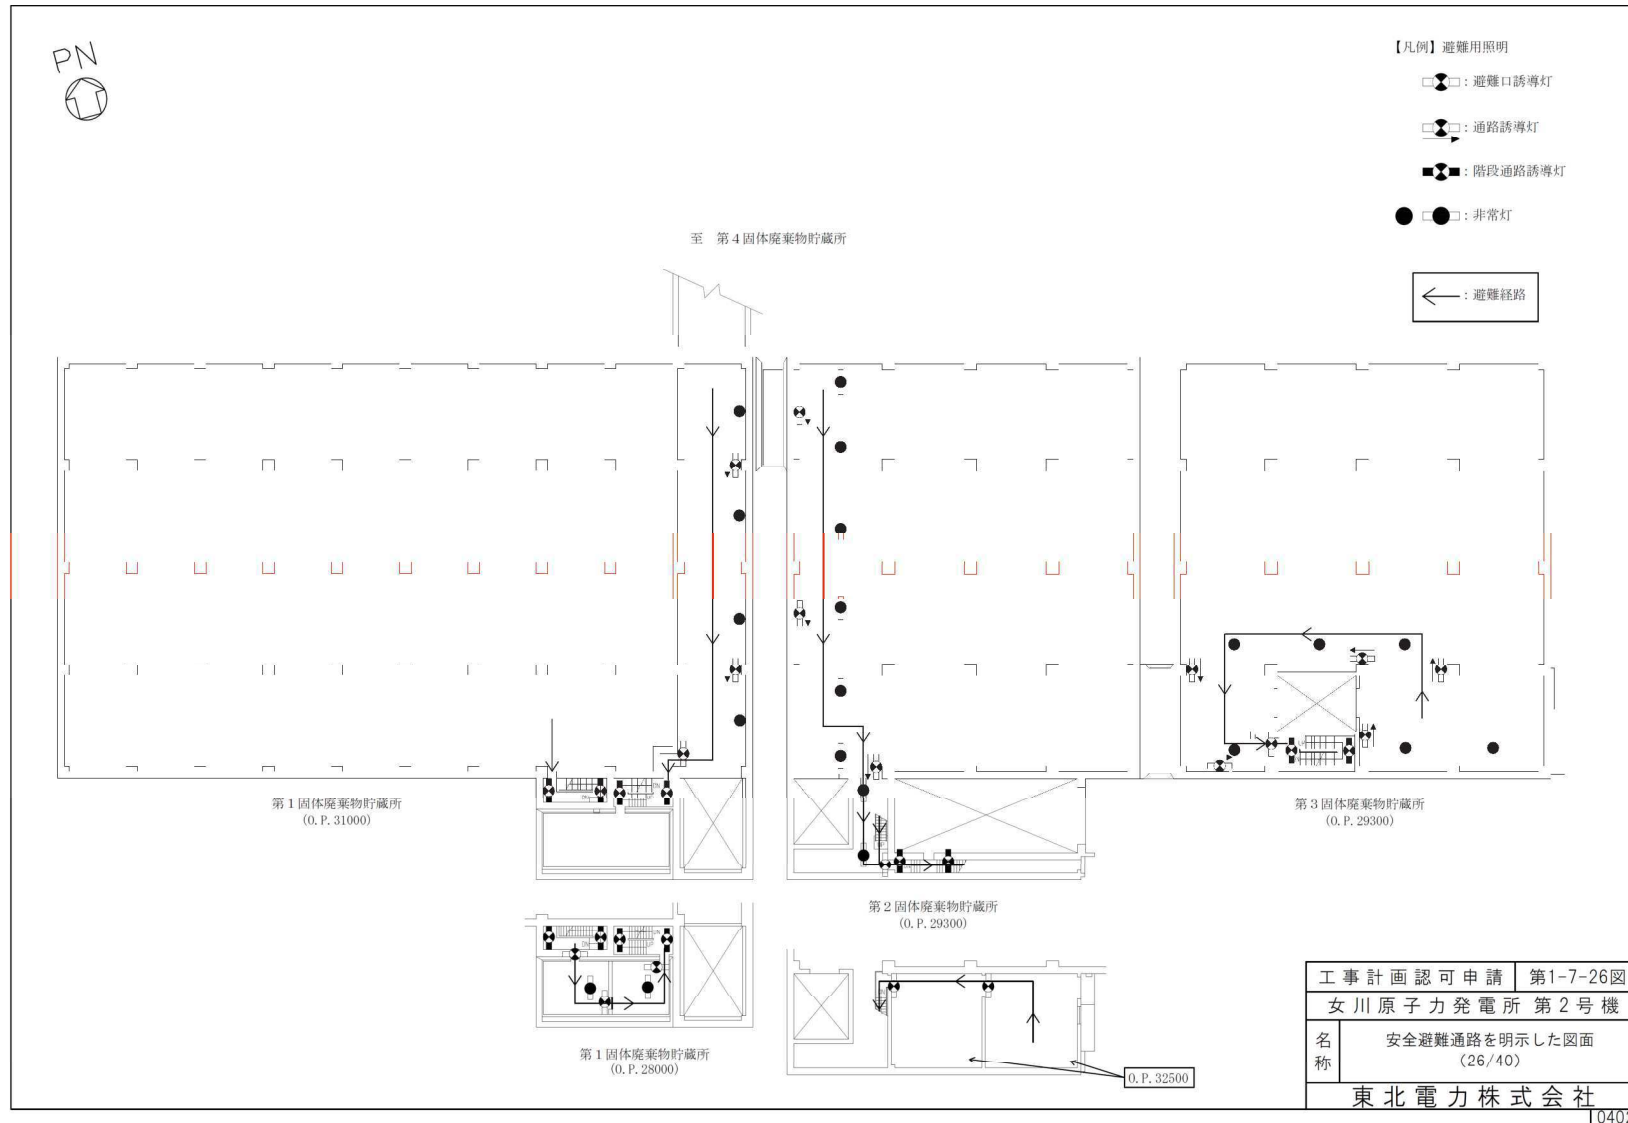 PN
【凡例】避難用照明
：避難口誘導灯
：通路誘導灯
：階段通路誘導灯
：非常灯
：避難経路
至 第４固体廃棄物貯蔵所
第１固体廃棄物貯蔵所
(O.P.31000)
第２固体廃棄物貯蔵所
(O.P.29300)
第３固体廃棄物貯蔵所
(O.P.29300)
第１固体廃棄物貯蔵所
(O.P.28000)
O.P.32500
工事計画認可申請 第1-7-26図
女川原子力発電所 第２号機
名称 安全避難通路を明示した図面
(26/40)
東北電力株式会社